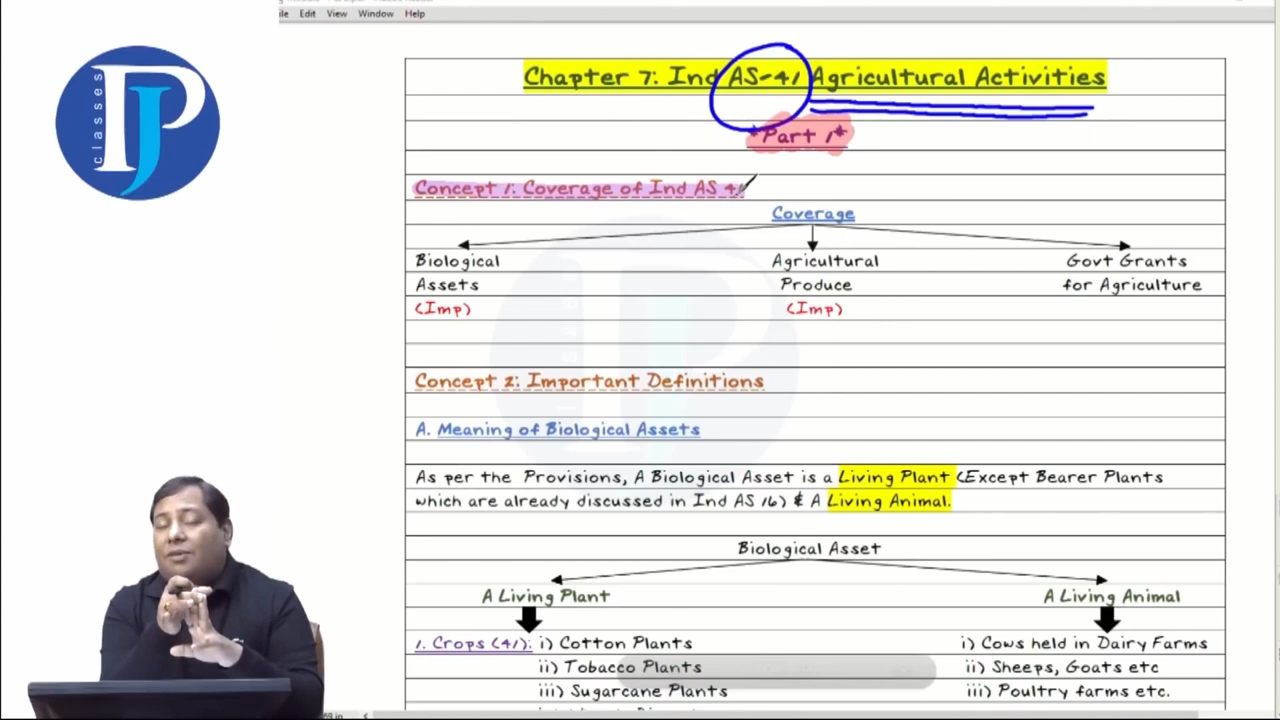 ile Edit View Window Help
classes PJ
Chapter 7: Ind AS-41 Agricultural Activities
*Part 1*
Concept 1: Coverage of Ind AS 41
Coverage
Biological Agricultural Govt Grants
Assets Produce for Agriculture
(Imp) (Imp)
Concept 2: Important Definitions
A. Meaning of Biological Assets
As per the Provisions, A Biological Asset is a Living Plant (Except Bearer Plants
which are already discussed in Ind AS 16) & A Living Animal.
Biological Asset
A Living Plant A Living Animal
1. Crops (41): i) Cotton Plants i) Cows held in Dairy Farms
ii) Tobacco Plants ii) Sheeps, Goats etc
iii) Sugarcane Plants iii) Poultry farms etc.